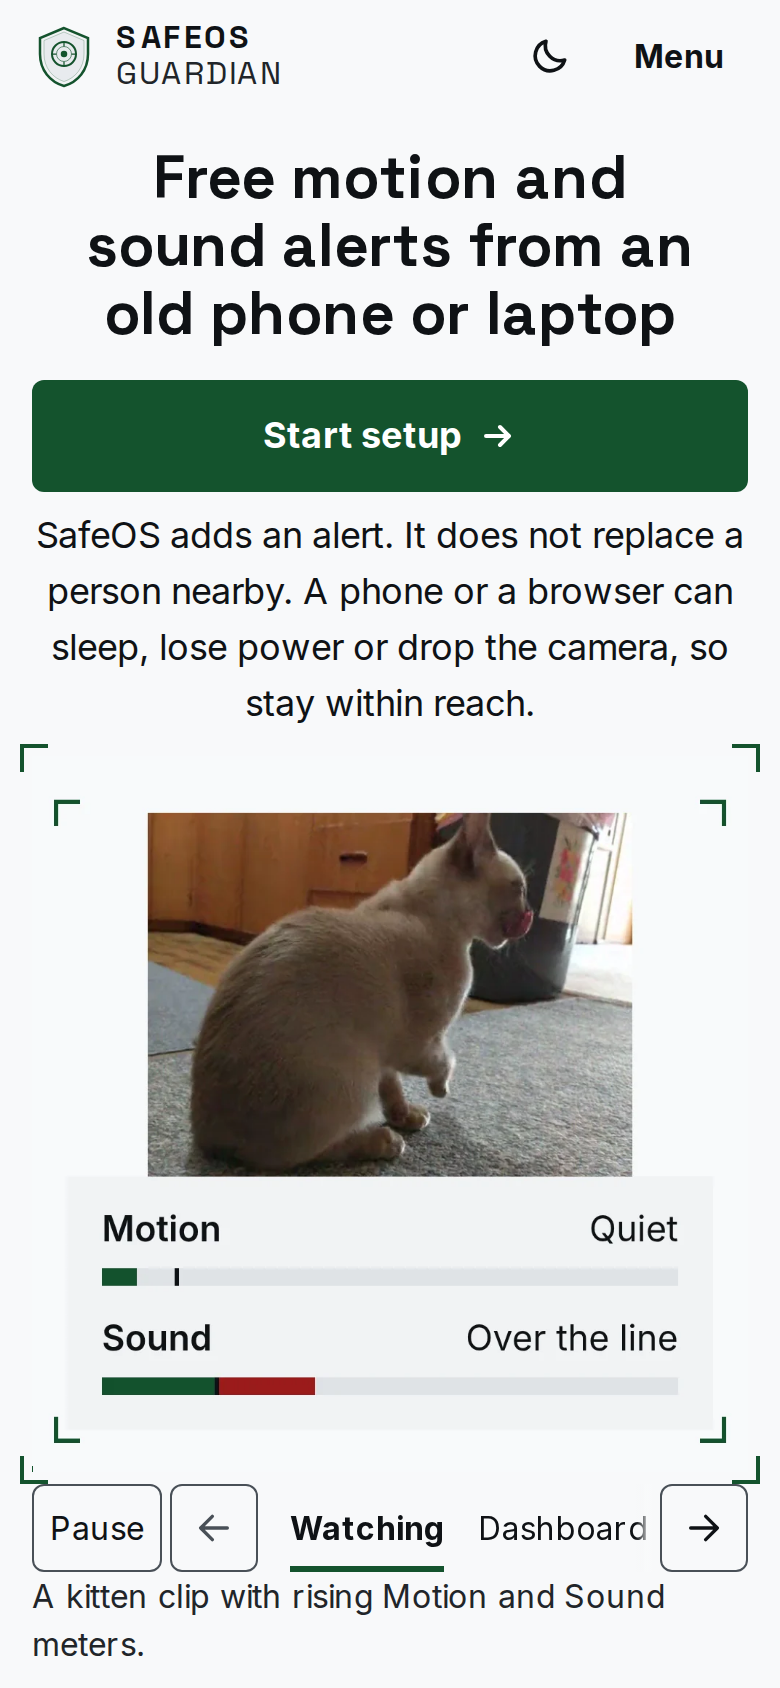 SAFEOS
GUARDIAN
Menu
Free motion and
sound alerts from an
old phone or laptop
Start setup →
SafeOS adds an alert. It does not replace a
person nearby. A phone or a browser can
sleep, lose power or drop the camera, so
stay within reach.
Motion Quiet
Sound Over the line
Pause ← Watching Dashboard →
A kitten clip with rising Motion and Sound
meters.